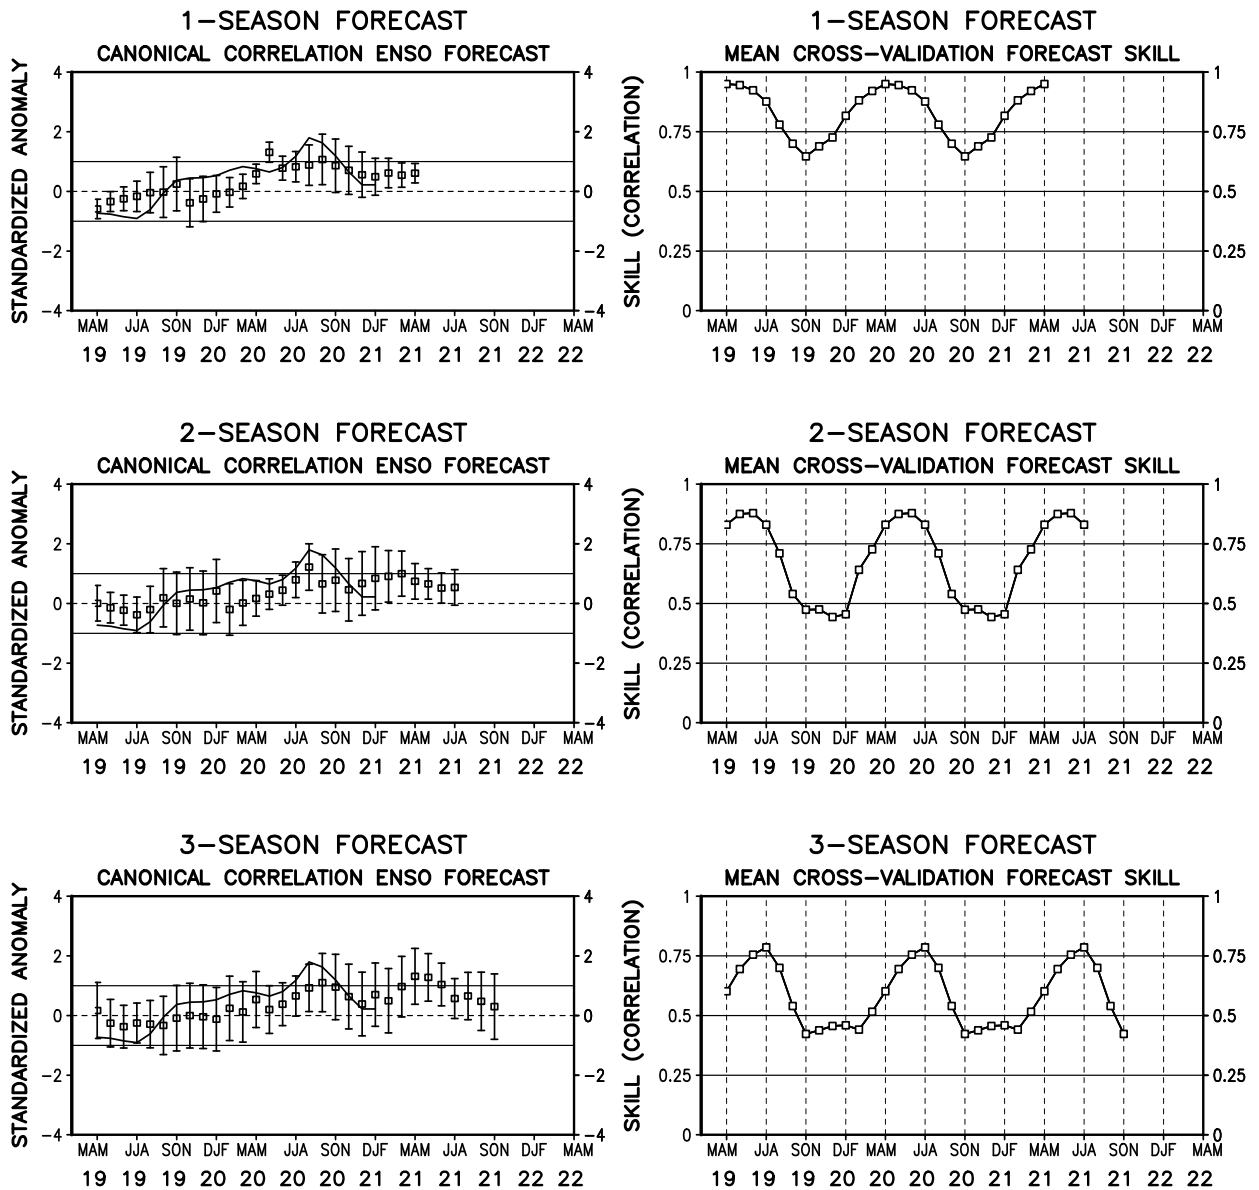 1-SEASON FORECAST
CANONICAL CORRELATION ENSO FORECAST
STANDARDIZED ANOMALY
4 2 0 -2 -4
4 2 0 -2 -4
MAM JJA SON DJF MAM JJA SON DJF MAM JJA SON DJF MAM
19 19 19 20 20 20 20 21 21 21 21 22 22
1-SEASON FORECAST
MEAN CROSS-VALIDATION FORECAST SKILL
SKILL (CORRELATION)
1 0.75 0.5 0.25 0
1 0.75 0.5 0.25 0
MAM JJA SON DJF MAM JJA SON DJF MAM JJA SON DJF MAM
19 19 19 20 20 20 20 21 21 21 21 22 22
2-SEASON FORECAST
CANONICAL CORRELATION ENSO FORECAST
STANDARDIZED ANOMALY
4 2 0 -2 -4
4 2 0 -2 -4
MAM JJA SON DJF MAM JJA SON DJF MAM JJA SON DJF MAM
19 19 19 20 20 20 20 21 21 21 21 22 22
2-SEASON FORECAST
MEAN CROSS-VALIDATION FORECAST SKILL
SKILL (CORRELATION)
1 0.75 0.5 0.25 0
1 0.75 0.5 0.25 0
MAM JJA SON DJF MAM JJA SON DJF MAM JJA SON DJF MAM
19 19 19 20 20 20 20 21 21 21 21 22 22
3-SEASON FORECAST
CANONICAL CORRELATION ENSO FORECAST
STANDARDIZED ANOMALY
4 2 0 -2 -4
4 2 0 -2 -4
MAM JJA SON DJF MAM JJA SON DJF MAM JJA SON DJF MAM
19 19 19 20 20 20 20 21 21 21 21 22 22
3-SEASON FORECAST
MEAN CROSS-VALIDATION FORECAST SKILL
SKILL (CORRELATION)
1 0.75 0.5 0.25 0
1 0.75 0.5 0.25 0
MAM JJA SON DJF MAM JJA SON DJF MAM JJA SON DJF MAM
19 19 19 20 20 20 20 21 21 21 21 22 22